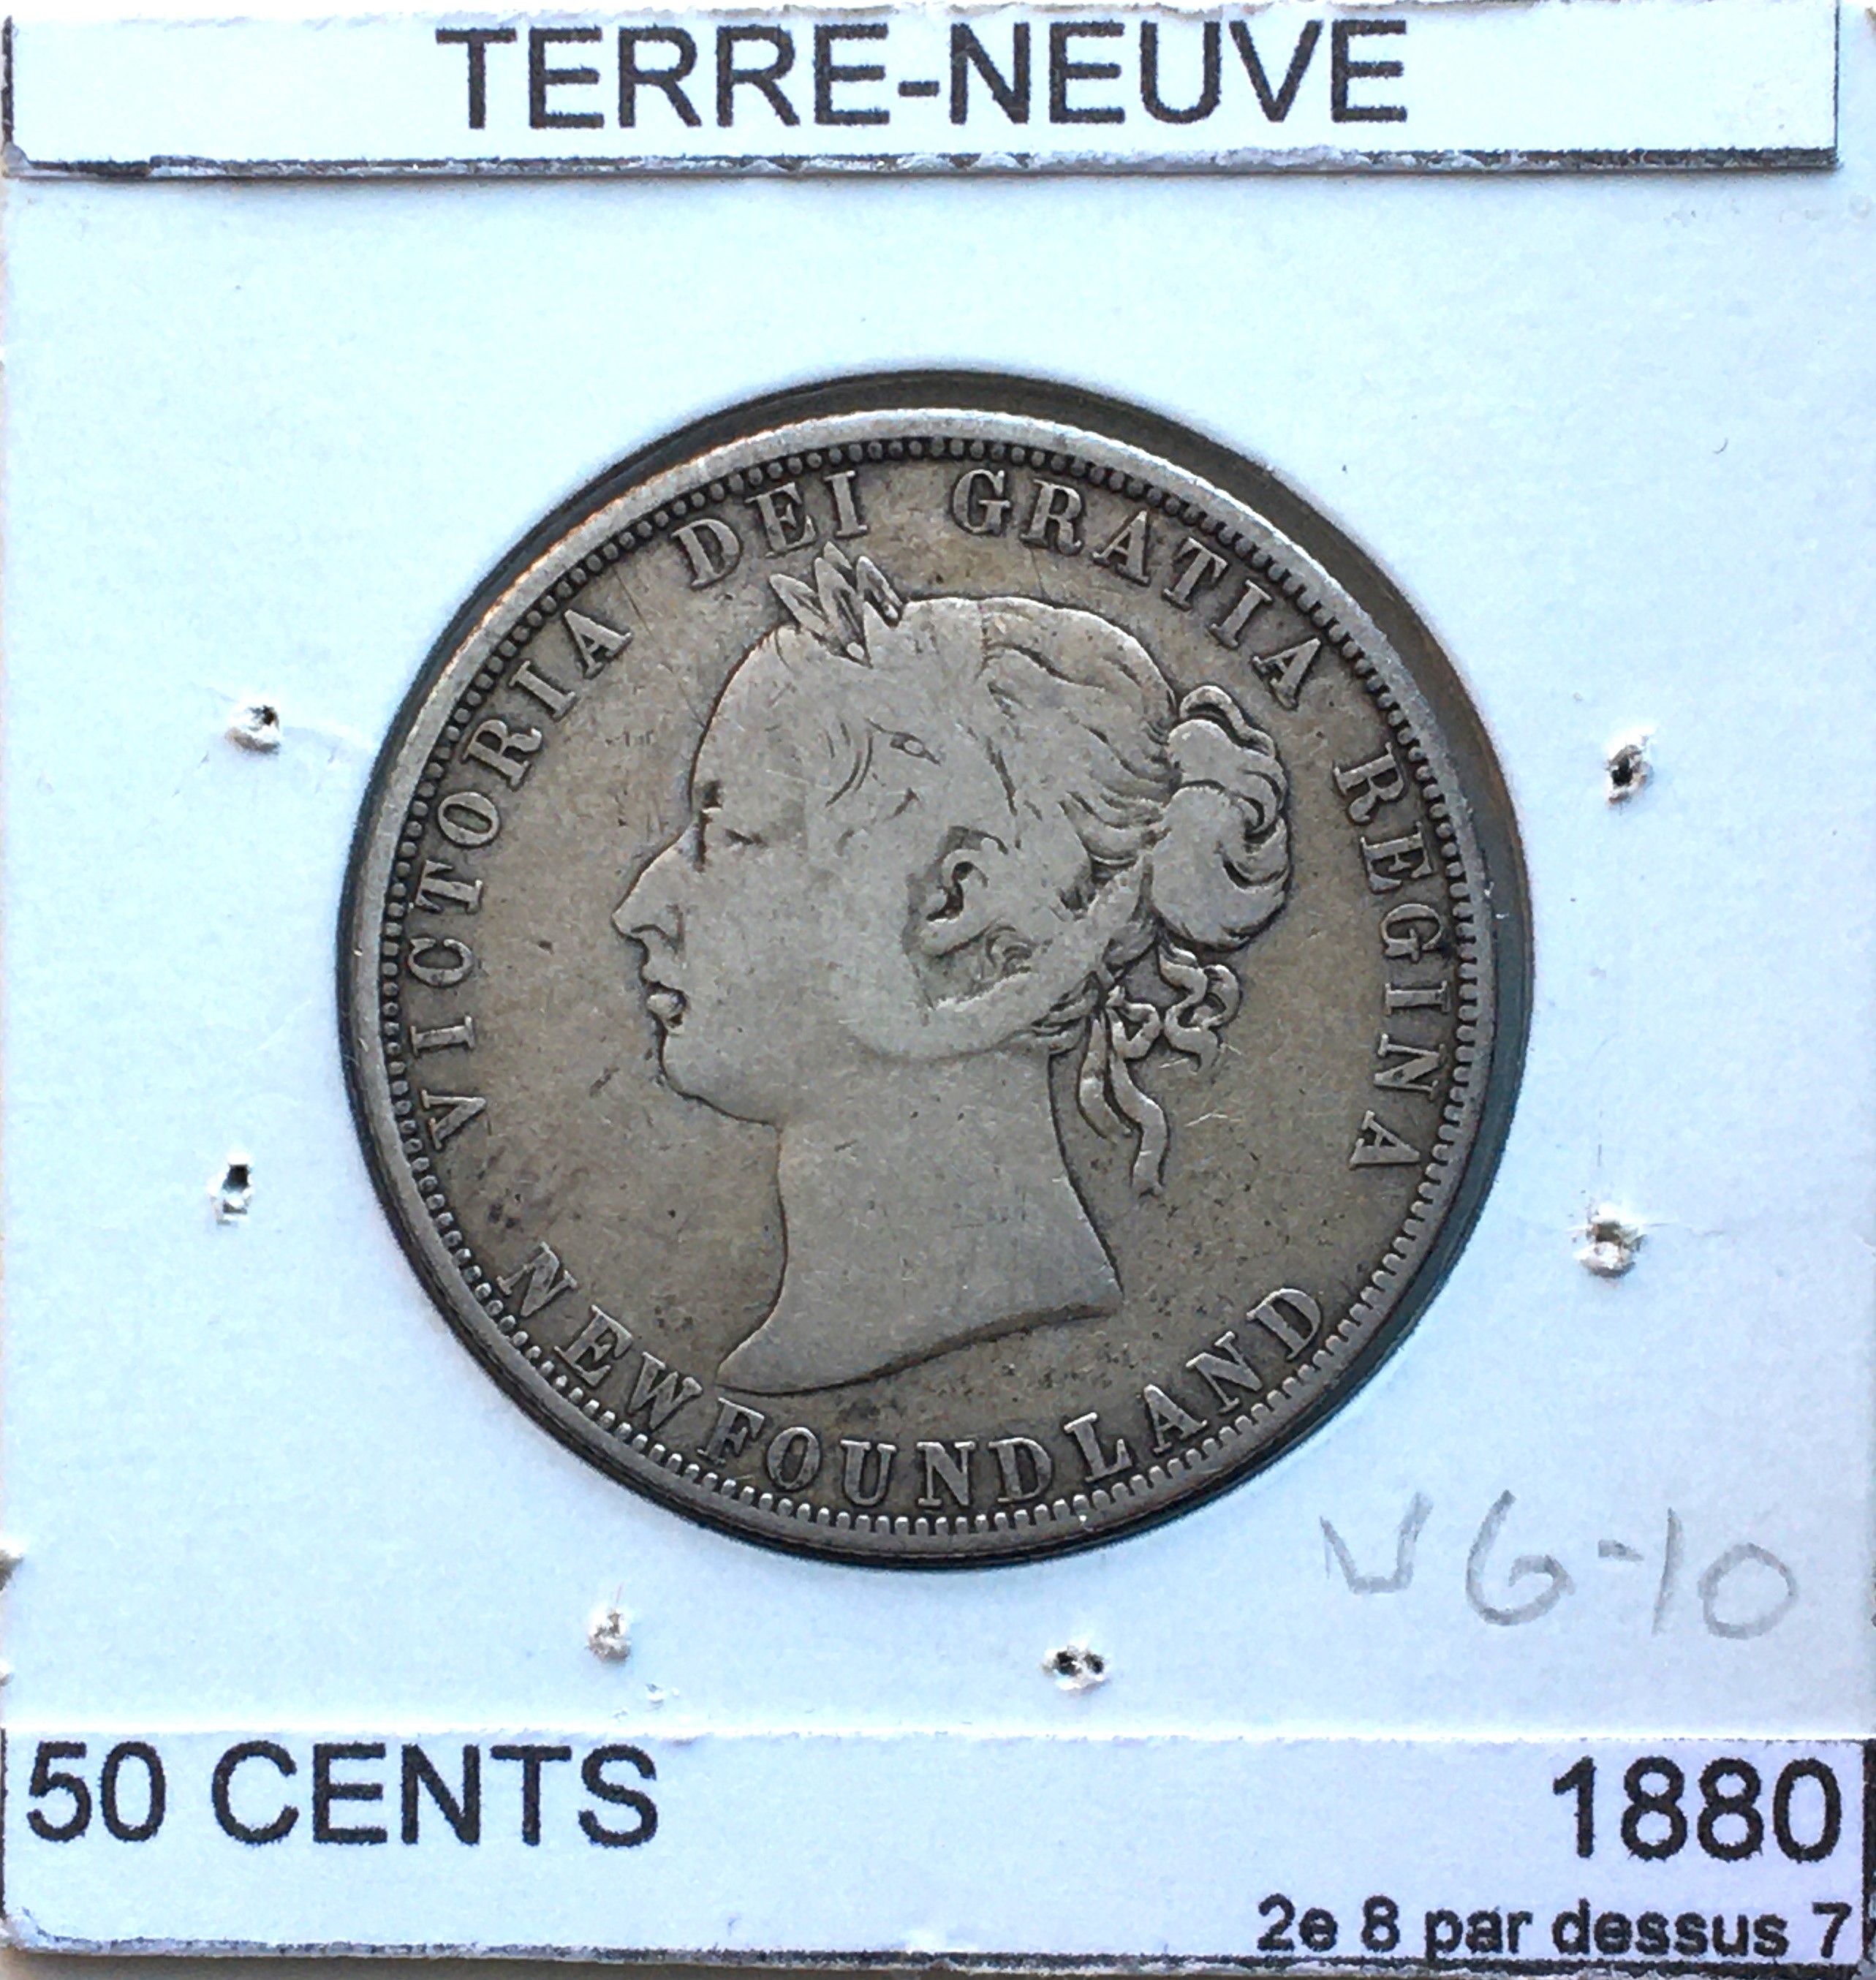 TERRE-NEUVE
VICTORIA DEI GRATIA REGINA
NEWFOUNDLAND
VG-10
50 CENTS
1880
2e 8 par dessus 7